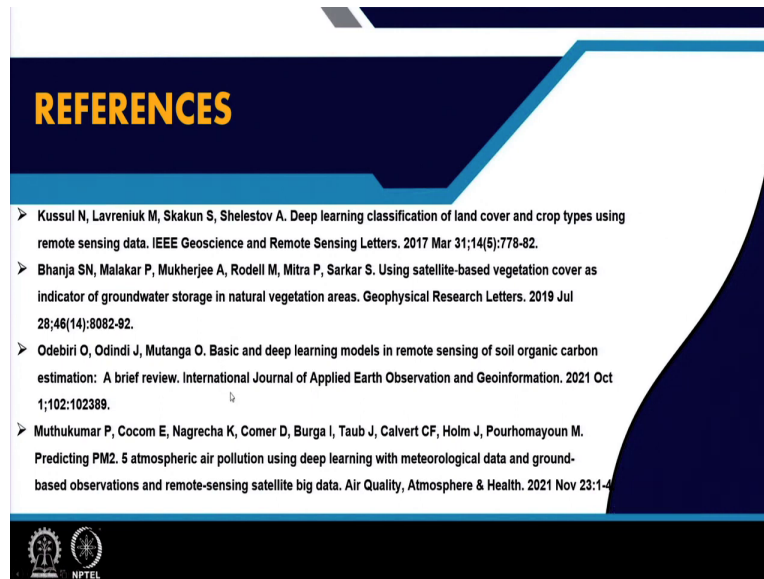 REFERENCES
➢ Kussul N, Lavreniuk M, Skakun S, Shelestov A. Deep learning classification of land cover and crop types using
remote sensing data. IEEE Geoscience and Remote Sensing Letters. 2017 Mar 31;14(5):778-82.
➢ Bhanja SN, Malakar P, Mukherjee A, Rodell M, Mitra P, Sarkar S. Using satellite-based vegetation cover as
indicator of groundwater storage in natural vegetation areas. Geophysical Research Letters. 2019 Jul
28;46(14):8082-92.
➢ Odebiri O, Odindi J, Mutanga O. Basic and deep learning models in remote sensing of soil organic carbon
estimation: A brief review. International Journal of Applied Earth Observation and Geoinformation. 2021 Oct
1;102:102389.
➢ Muthukumar P, Cocom E, Nagrecha K, Comer D, Burga I, Taub J, Calvert CF, Holm J, Pourhomayoun M.
Predicting PM2. 5 atmospheric air pollution using deep learning with meteorological data and ground-
based observations and remote-sensing satellite big data. Air Quality, Atmosphere & Health. 2021 Nov 23:1-4
NPTEL